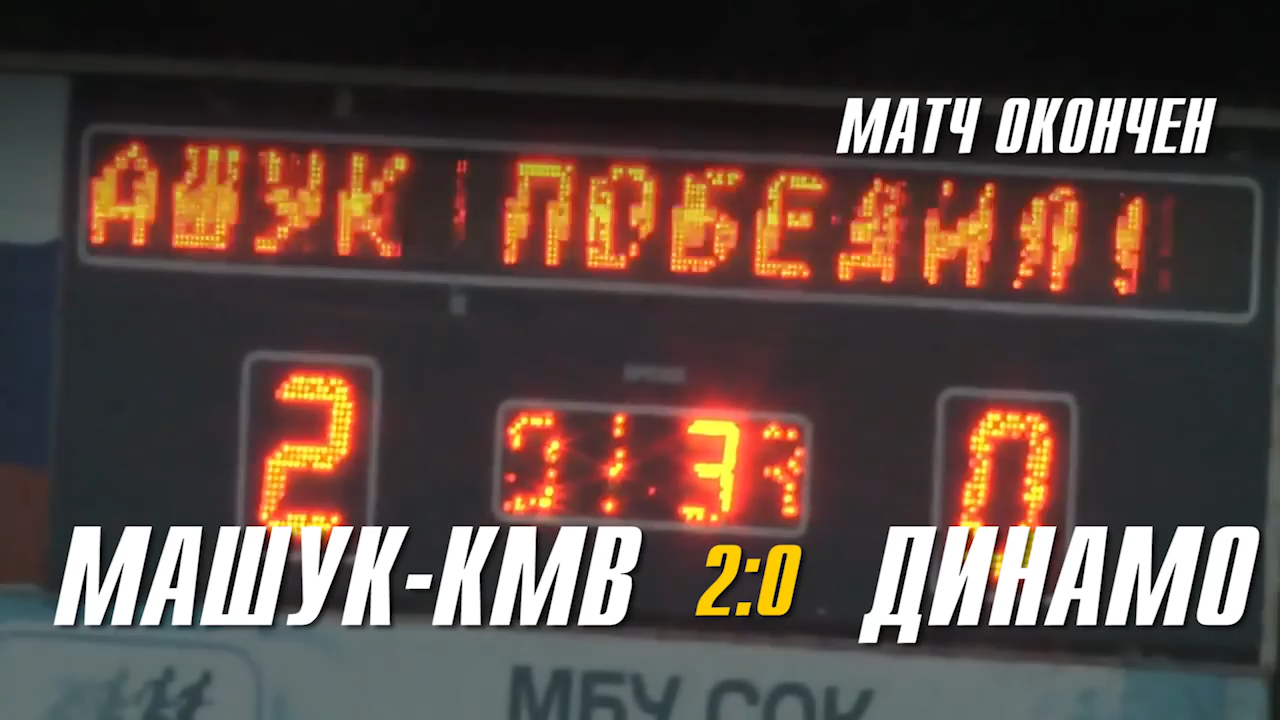 МАТЧ ОКОНЧЕН
АШУК ПОБЕДИЛ!
2 0
МАШУК-КМВ 2:0 ДИНАМО
МБУ СОК